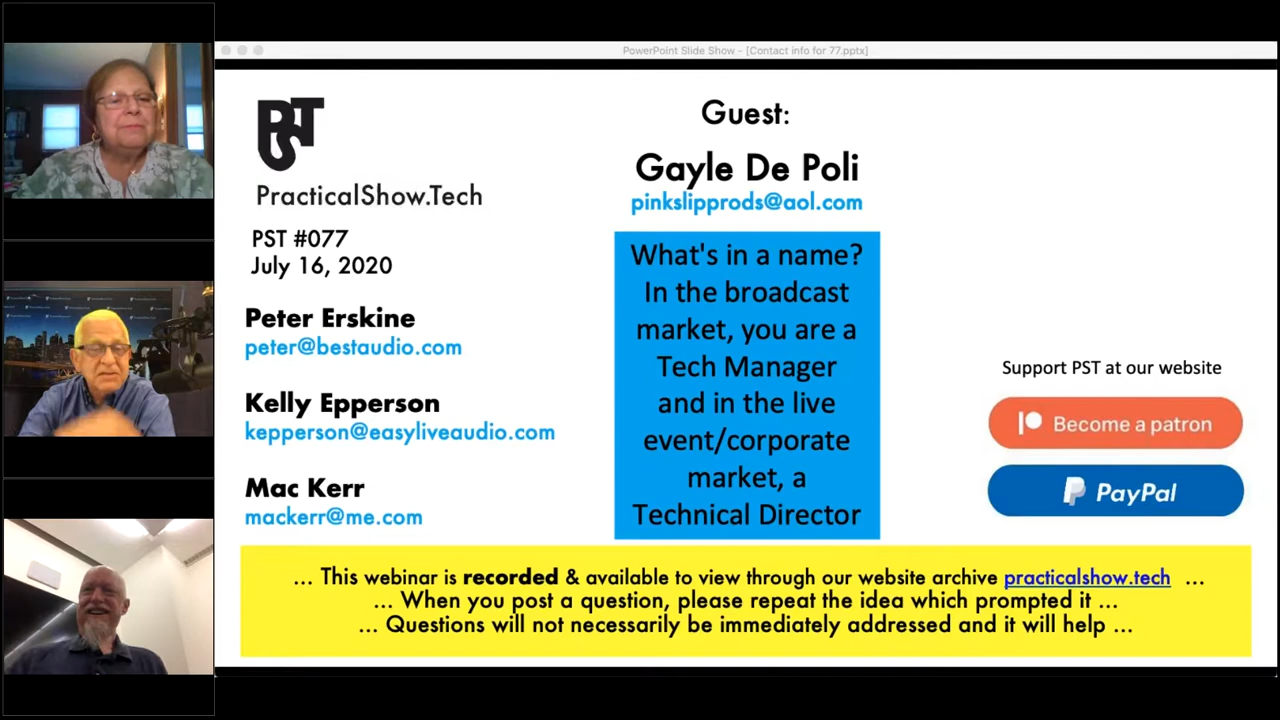 PowerPoint Slide Show - [Contact info for 77.pptx]
PST
PracticalShow.Tech
PST #077
July 16, 2020
Peter Erskine
peter@bestaudio.com
Kelly Epperson
kepperson@easyliveaudio.com
Mac Kerr
mackerr@me.com
Guest:
Gayle De Poli
pinkslipprods@aol.com
What's in a name?
In the broadcast
market, you are a
Tech Manager
and in the live
event/corporate
market, a
Technical Director
Support PST at our website
Become a patron
PayPal
... This webinar is recorded & available to view through our website archive practicalshow.tech ...
... When you post a question, please repeat the idea which prompted it ...
... Questions will not necessarily be immediately addressed and it will help ...